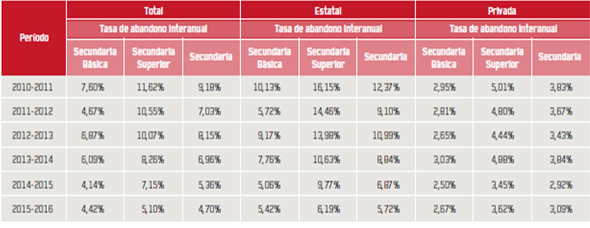 Período Total Estatal Privada
Tasa de abandono Interanual Tasa de abandono Interanual Tasa de abandono Interanual
Secundaria Básica Secundaria Superior Secundaria Secundaria Básica Secundaria Superior Secundaria Secundaria Básica Secundaria Superior Secundaria
2010-2011 7,60% 11,62% 9,18% 10,13% 16,15% 12,37% 2,95% 5,01% 3,83%
2011-2012 4,67% 10,55% 7,03% 5,72% 14,46% 9,10% 2,81% 4,80% 3,67%
2012-2013 6,87% 10,07% 8,15% 9,17% 13,98% 10,99% 2,65% 4,44% 3,43%
2013-2014 6,09% 8,26% 6,96% 7,76% 10,63% 8,84% 3,03% 4,88% 3,84%
2014-2015 4,14% 7,15% 5,36% 5,06% 9,77% 6,87% 2,50% 3,45% 2,92%
2015-2016 4,42% 5,10% 4,70% 5,42% 6,19% 5,72% 2,67% 3,62% 3,09%